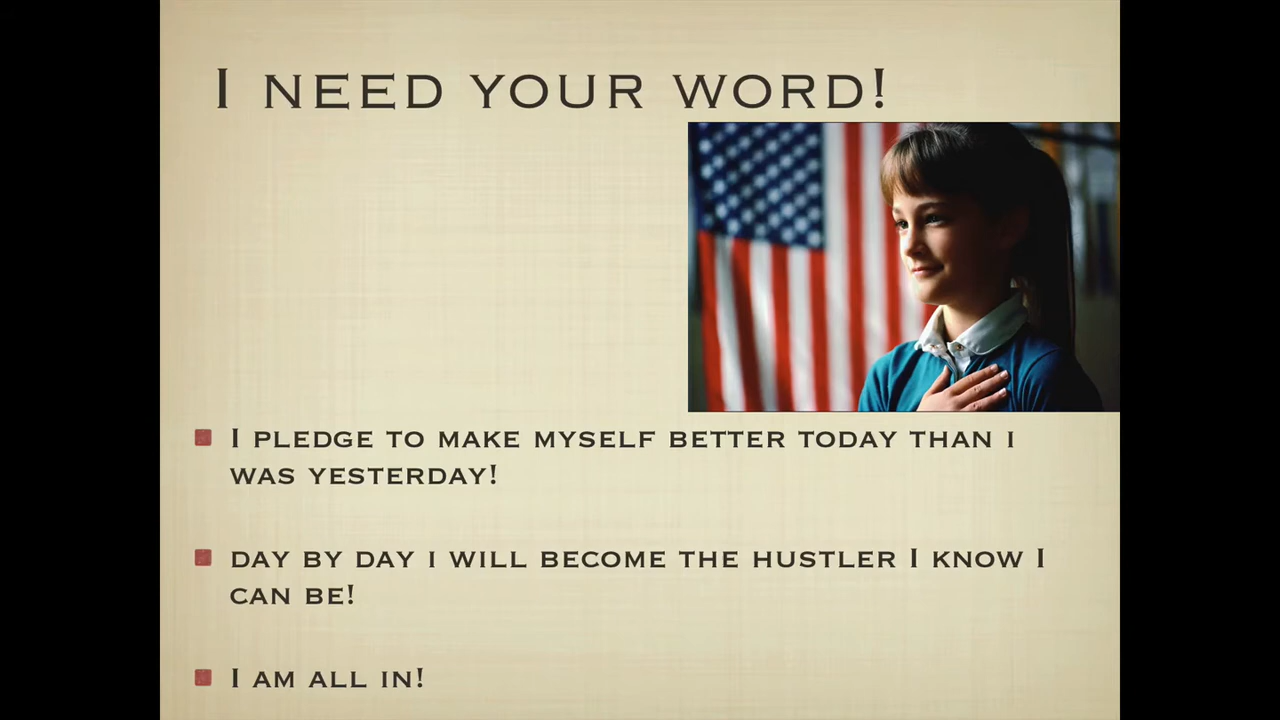 I NEED YOUR WORD!
I PLEDGE TO MAKE MYSELF BETTER TODAY THAN I
WAS YESTERDAY!
DAY BY DAY I WILL BECOME THE HUSTLER I KNOW I
CAN BE!
I AM ALL IN!